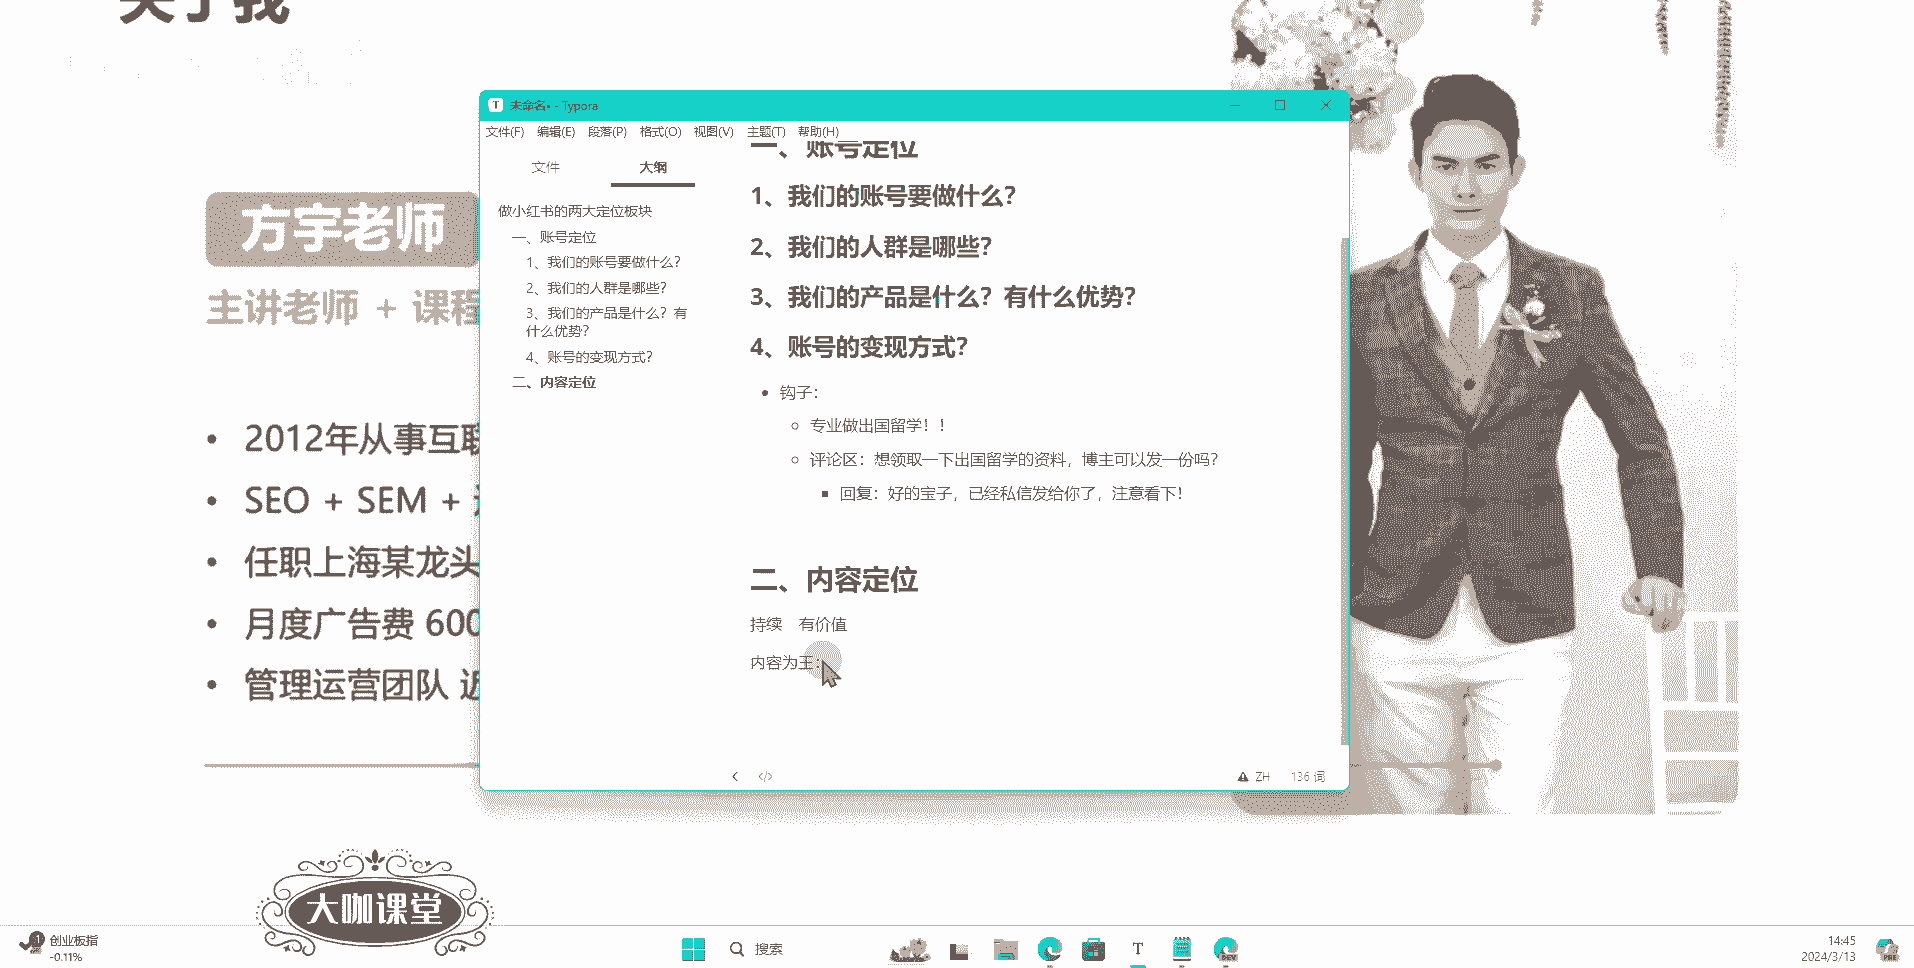 关于我
方宇老师
主讲老师 + 课程
2012年从事互联
SEO + SEM +
任职上海某龙头
月度广告费 600
管理运营团队 近
大咖课堂
未命名• - Typora
文件(F) 编辑(E) 段落(P) 格式(O) 视图(V) 主题(T) 帮助(H)
文件 大纲
做小红书的两大定位板块
一、账号定位
1、我们的账号要做什么？
2、我们的人群是哪些？
3、我们的产品是什么？有
什么优势？
4、账号的变现方式？
二、内容定位
一、账号定位
1、我们的账号要做什么？
2、我们的人群是哪些？
3、我们的产品是什么？有什么优势？
4、账号的变现方式？
钩子：
专业做出国留学！！
评论区：想领取一下出国留学的资料，博主可以发一份吗？
回复：好的宝子，已经私信发给你了，注意看下！
二、内容定位
持续 有价值
内容为王：
ZH 136 词
创业板指
-0.11%
搜索
14:45
2024/3/13